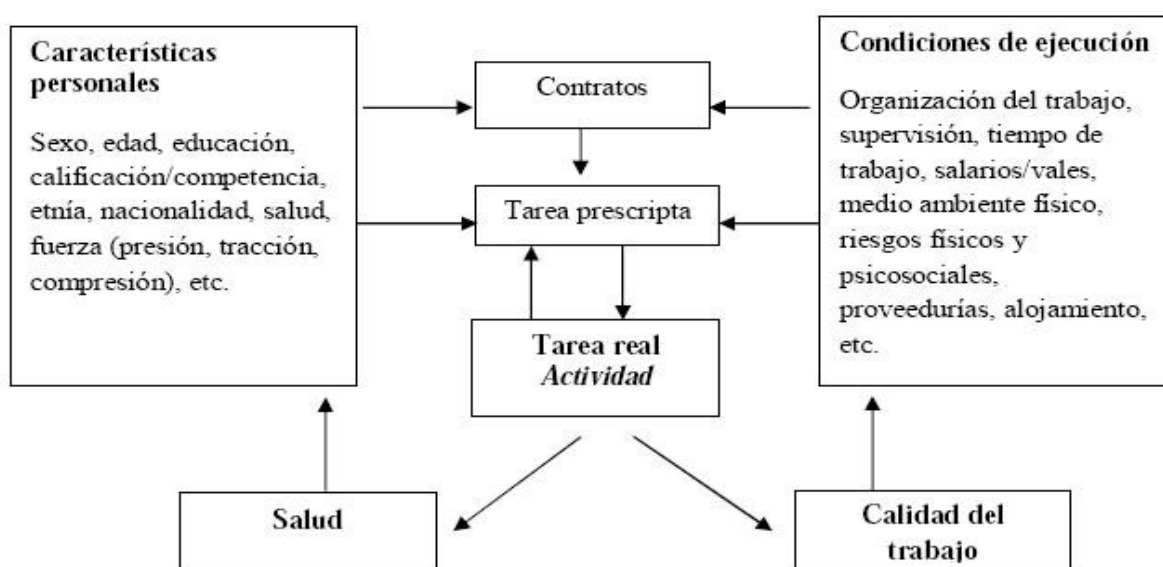 Características
personales
Sexo, edad, educación,
calificación/competencia,
etnía, nacionalidad, salud,
fuerza (presión, tracción,
compresión), etc.
Contratos
Tarea prescripta
Tarea real
Actividad
Condiciones de ejecución
Organización del trabajo,
supervisión, tiempo de
trabajo, salarios/vales,
medio ambiente físico,
riesgos físicos y
psicosociales,
proveedurías, alojamiento,
etc.
Salud
Calidad del
trabajo